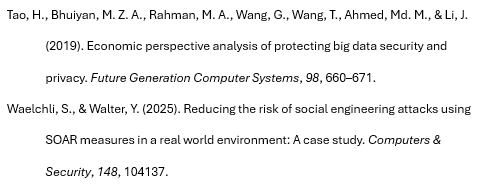 Tao, H., Bhuiyan, M. Z. A., Rahman, M. A., Wang, G., Wang, T., Ahmed, Md. M., & Li, J.
(2019). Economic perspective analysis of protecting big data security and
privacy. Future Generation Computer Systems, 98, 660–671.
Waelchli, S., & Walter, Y. (2025). Reducing the risk of social engineering attacks using
SOAR measures in a real world environment: A case study. Computers &
Security, 148, 104137.